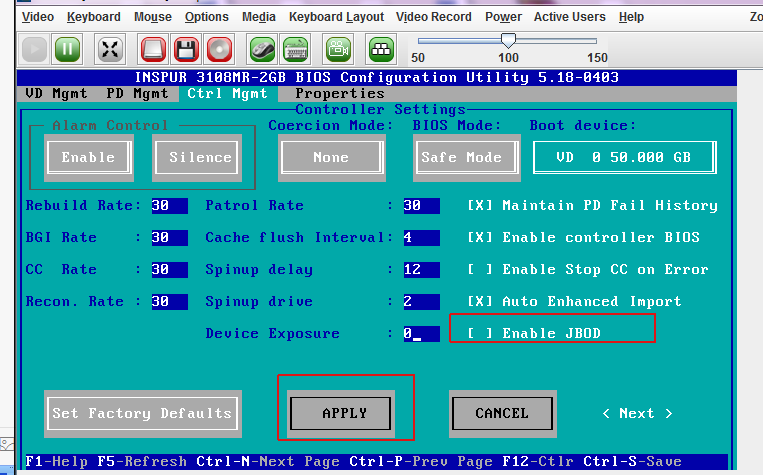 Video Keyboard Mouse Options Media Keyboard Layout Video Record Power Active Users Help Zo
50 100 150
INSPUR 3108MR-2GB BIOS Configuration Utility 5.18-0403
VD Mgmt PD Mgmt Ctrl Mgmt Properties
Controller Settings
Alarm Control Coercion Mode: BIOS Mode: Boot device:
Enable Silence None Safe Mode VD 0 50.000 GB
Rebuild Rate: 30 Patrol Rate : 30 [X] Maintain PD Fail History
BGI Rate : 30 Cache flush Interval: 4 [X] Enable controller BIOS
CC Rate : 30 Spinup delay : 12 [ ] Enable Stop CC on Error
Recon. Rate : 30 Spinup drive : 2 [X] Auto Enhanced Import
Device Exposure : 0_ [ ] Enable JBOD
Set Factory Defaults APPLY CANCEL < Next >
F1-Help F5-Refresh Ctrl-N-Next Page Ctrl-P-Prev Page F12-Ctlr Ctrl-S-Save